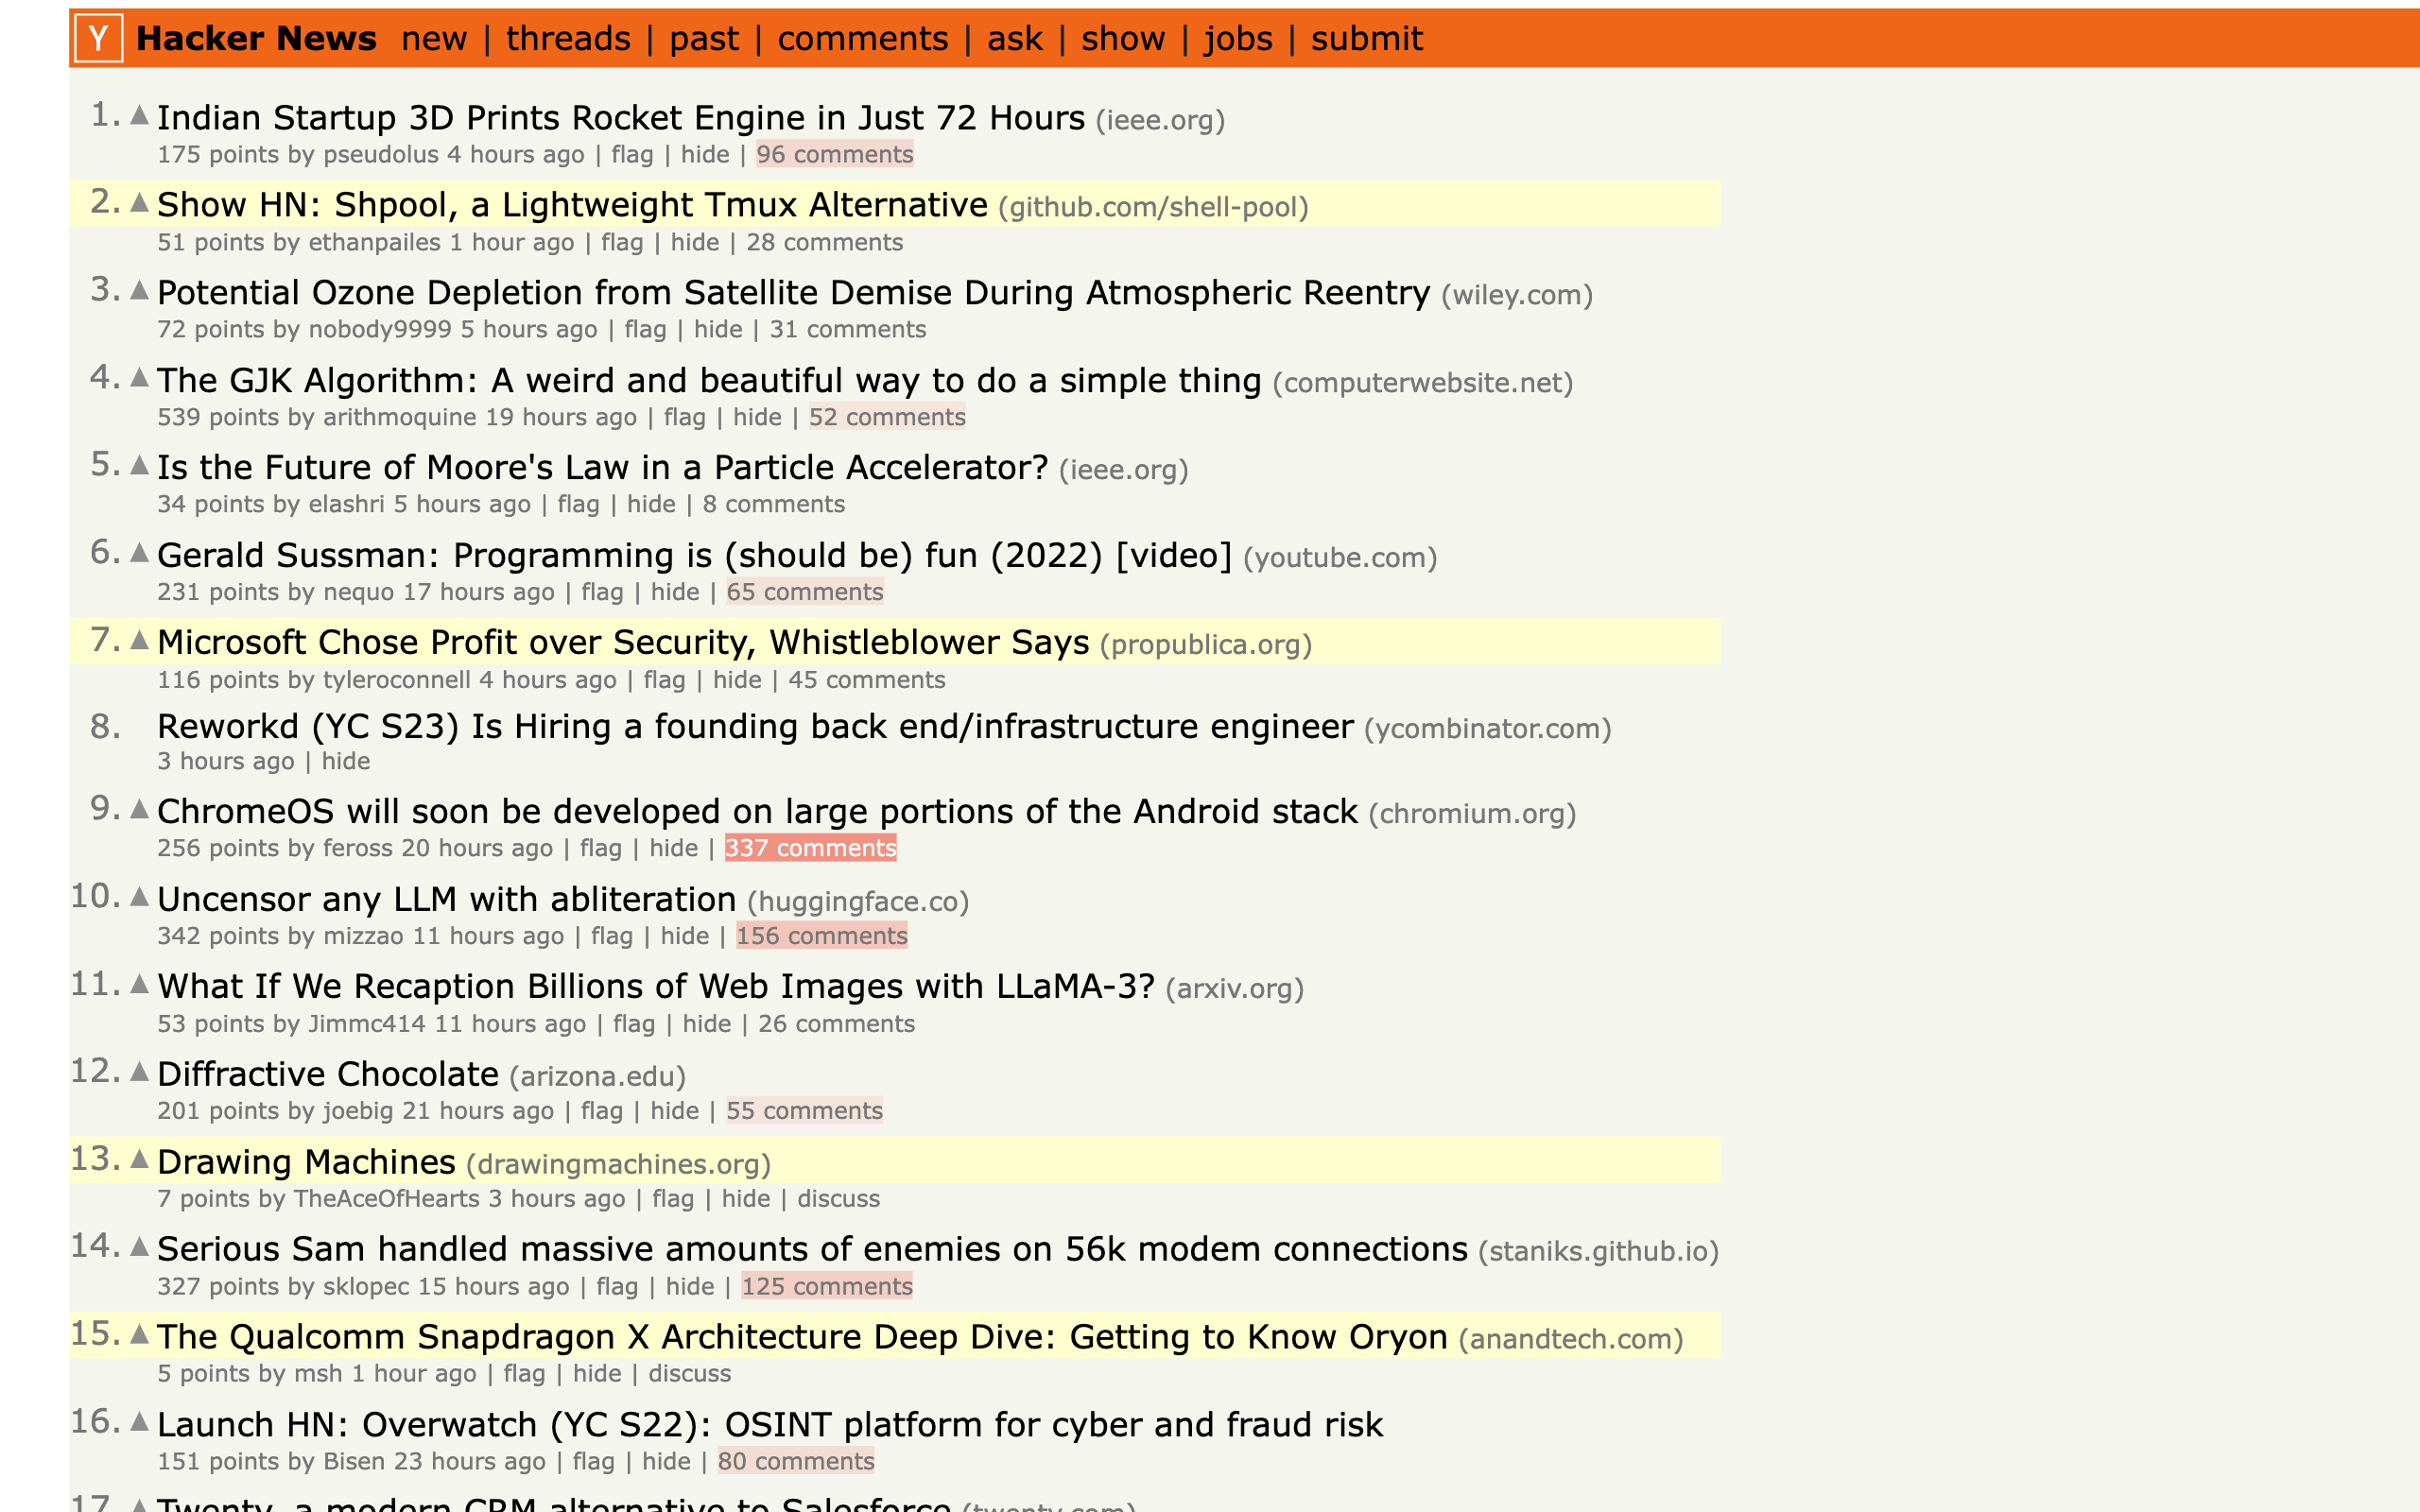 Y Hacker News new | threads | past | comments | ask | show | jobs | submit
1. ▲ Indian Startup 3D Prints Rocket Engine in Just 72 Hours (ieee.org)
175 points by pseudolus 4 hours ago | flag | hide | 96 comments
2. ▲ Show HN: Shpool, a Lightweight Tmux Alternative (github.com/shell-pool)
51 points by ethanpailes 1 hour ago | flag | hide | 28 comments
3. ▲ Potential Ozone Depletion from Satellite Demise During Atmospheric Reentry (wiley.com)
72 points by nobody9999 5 hours ago | flag | hide | 31 comments
4. ▲ The GJK Algorithm: A weird and beautiful way to do a simple thing (computerwebsite.net)
539 points by arithmoquine 19 hours ago | flag | hide | 52 comments
5. ▲ Is the Future of Moore's Law in a Particle Accelerator? (ieee.org)
34 points by elashri 5 hours ago | flag | hide | 8 comments
6. ▲ Gerald Sussman: Programming is (should be) fun (2022) [video] (youtube.com)
231 points by nequo 17 hours ago | flag | hide | 65 comments
7. ▲ Microsoft Chose Profit over Security, Whistleblower Says (propublica.org)
116 points by tyleroconnell 4 hours ago | flag | hide | 45 comments
8. Reworkd (YC S23) Is Hiring a founding back end/infrastructure engineer (ycombinator.com)
3 hours ago | hide
9. ▲ ChromeOS will soon be developed on large portions of the Android stack (chromium.org)
256 points by feross 20 hours ago | flag | hide | 337 comments
10. ▲ Uncensor any LLM with abliteration (huggingface.co)
342 points by mizzao 11 hours ago | flag | hide | 156 comments
11. ▲ What If We Recaption Billions of Web Images with LLaMA-3? (arxiv.org)
53 points by Jimmc414 11 hours ago | flag | hide | 26 comments
12. ▲ Diffractive Chocolate (arizona.edu)
201 points by joebig 21 hours ago | flag | hide | 55 comments
13. ▲ Drawing Machines (drawingmachines.org)
7 points by TheAceOfHearts 3 hours ago | flag | hide | discuss
14. ▲ Serious Sam handled massive amounts of enemies on 56k modem connections (staniks.github.io)
327 points by sklopec 15 hours ago | flag | hide | 125 comments
15. ▲ The Qualcomm Snapdragon X Architecture Deep Dive: Getting to Know Oryon (anandtech.com)
5 points by msh 1 hour ago | flag | hide | discuss
16. ▲ Launch HN: Overwatch (YC S22): OSINT platform for cyber and fraud risk
151 points by Bisen 23 hours ago | flag | hide | 80 comments
17. ▲ Twenty, a modern CRM alternative to Salesforce (twenty.com)